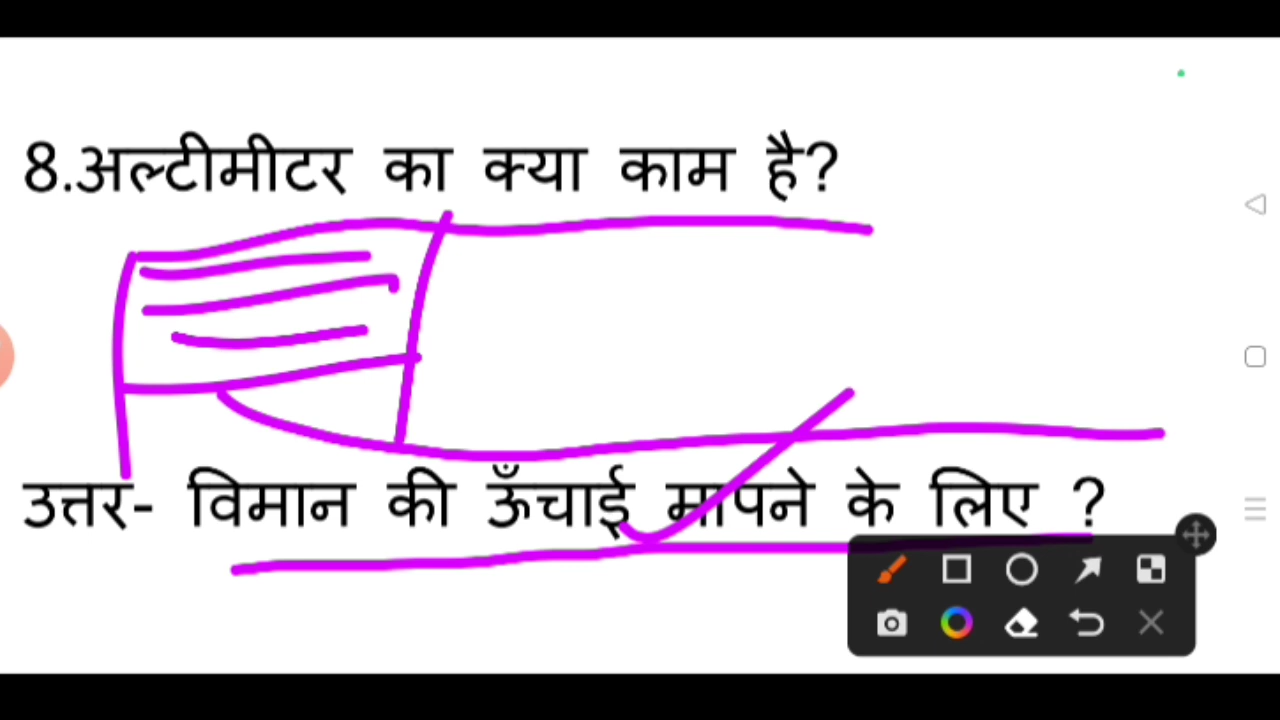 8.अल्टीमीटर का क्या काम है?
उत्तर- विमान की ऊँचाई मापने के लिए ?